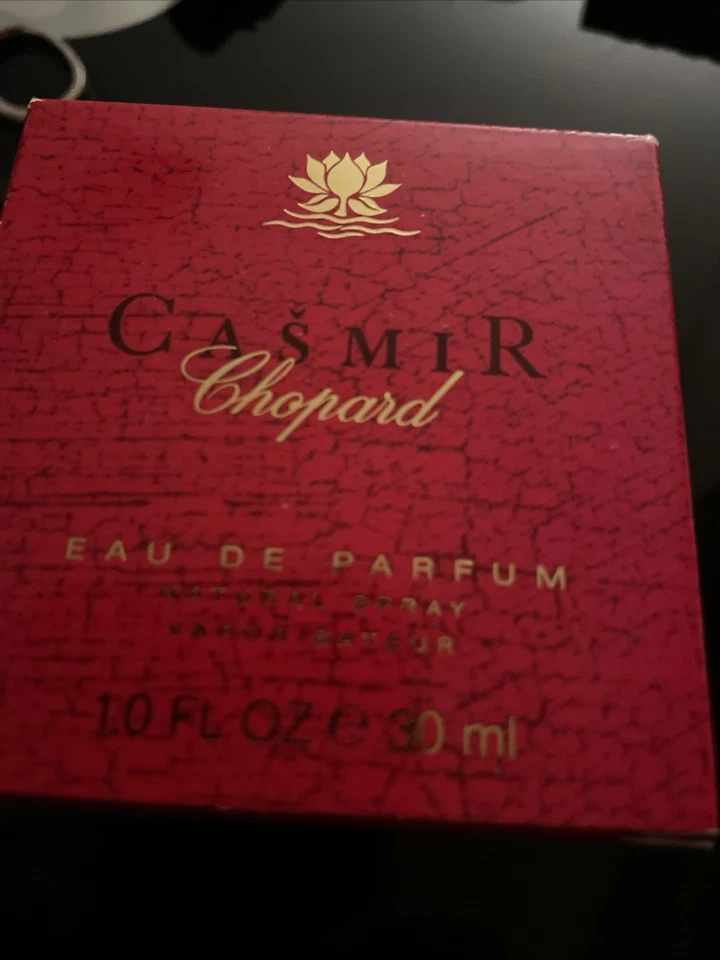 CAŠMIR
Chopard
EAU DE PARFUM
NATURAL SPRAY
VAPORISATEUR
1.0 FL OZ ℮ 30 ml